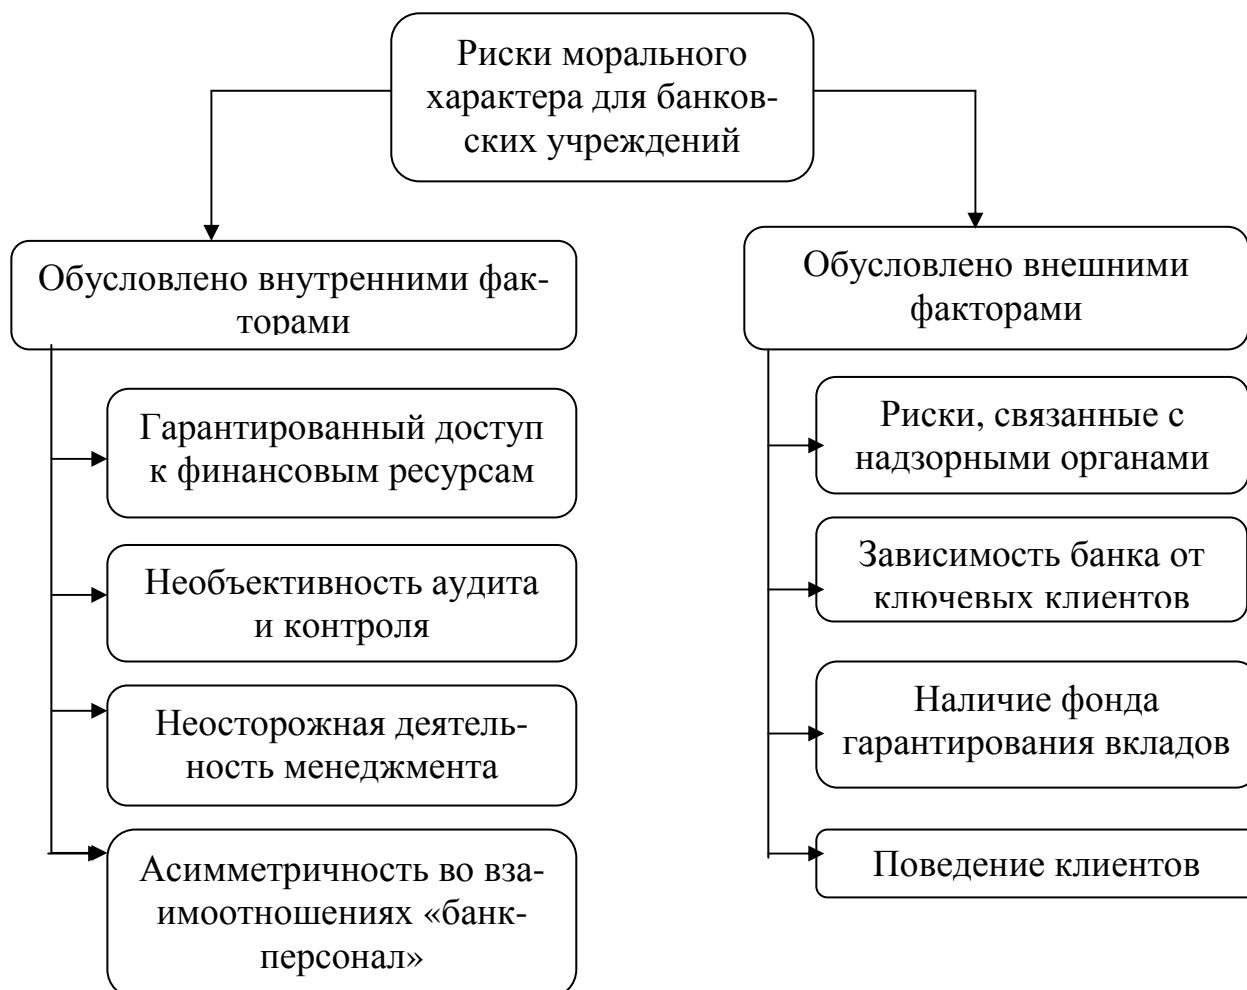 Риски морального
характера для банков-
ских учреждений
Обусловлено внутренними фак-
торами
Гарантированный доступ
к финансовым ресурсам
Необъективность аудита
и контроля
Неосторожная деятель-
ность менеджмента
Асимметричность во вза-
имоотношениях «банк-
персонал»
Обусловлено внешними
факторами
Риски, связанные с
надзорными органами
Зависимость банка от
ключевых клиентов
Наличие фонда
гарантирования вкладов
Поведение клиентов